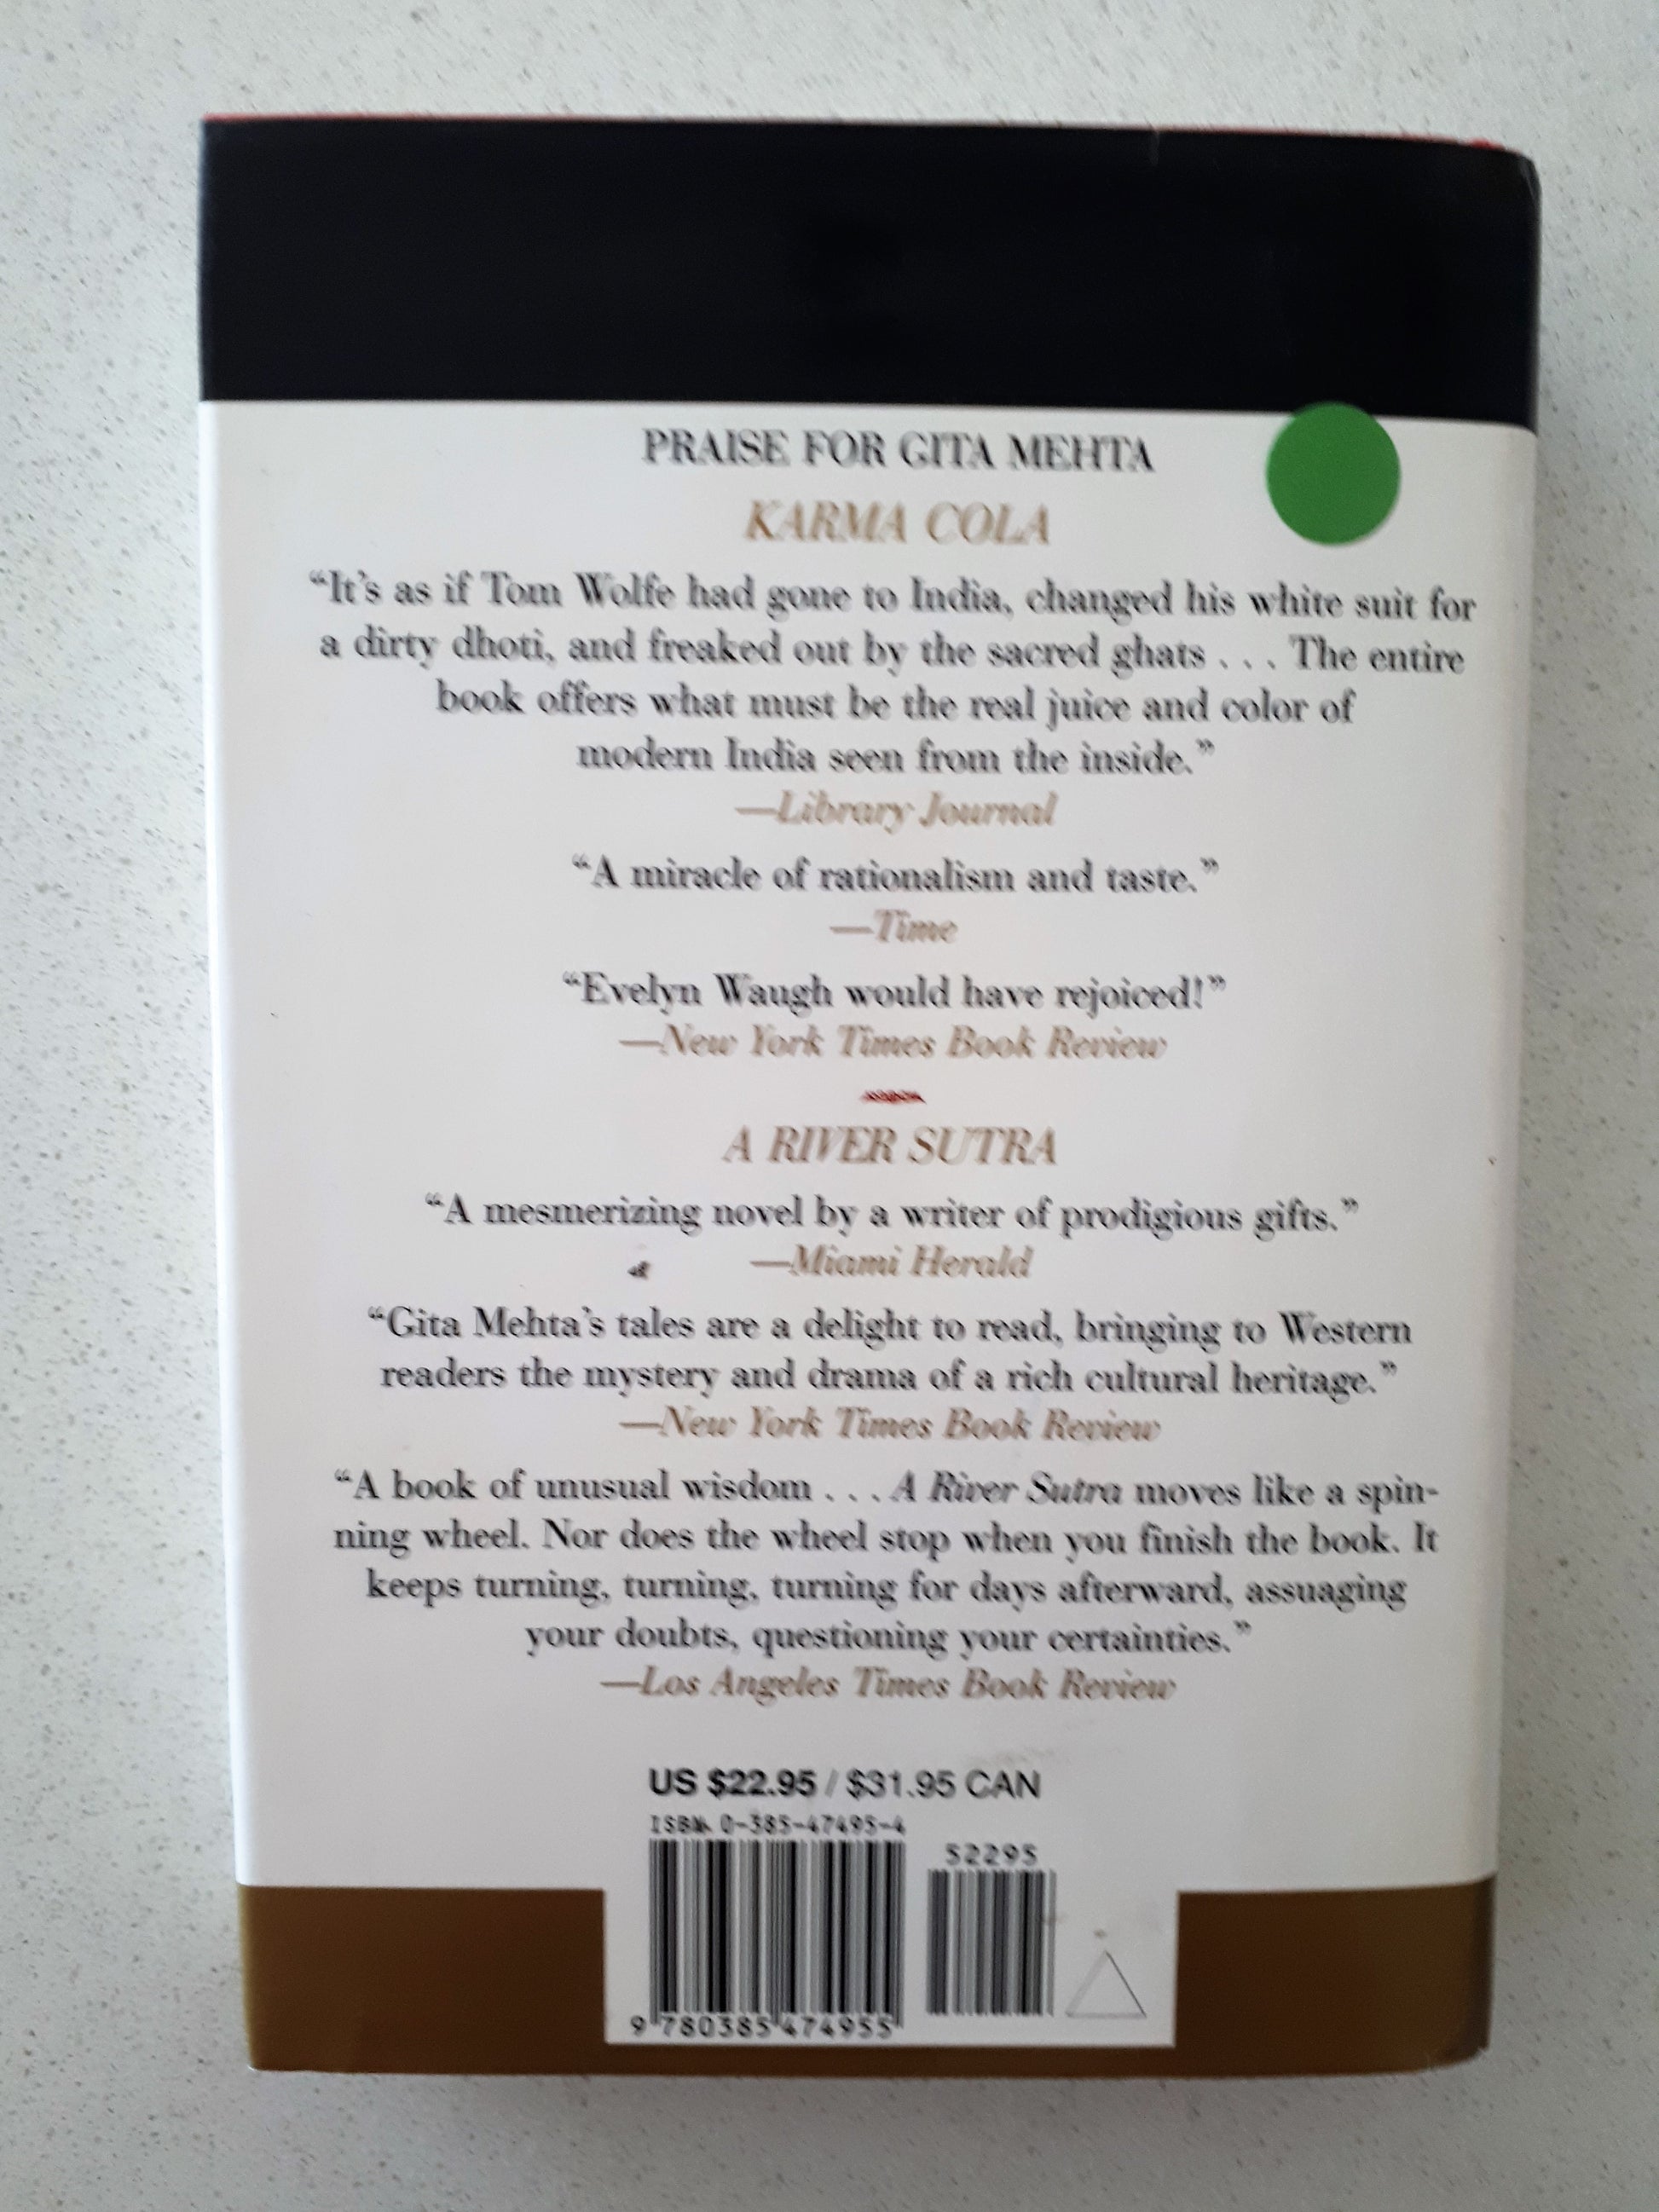 PRAISE FOR GITA MEHTA
KARMA COLA
“It’s as if Tom Wolfe had gone to India, changed his white suit for
a dirty dhoti, and freaked out by the sacred ghats . . . The entire
book offers what must be the real juice and color of
modern India seen from the inside.”
—Library Journal
“A miracle of rationalism and taste.”
—Time
“Evelyn Waugh would have rejoiced!”
—New York Times Book Review
A RIVER SUTRA
“A mesmerizing novel by a writer of prodigious gifts.”
—Miami Herald
“Gita Mehta’s tales are a delight to read, bringing to Western
readers the mystery and drama of a rich cultural heritage.”
—New York Times Book Review
“A book of unusual wisdom . . . A River Sutra moves like a spin-
ning wheel. Nor does the wheel stop when you finish the book. It
keeps turning, turning, turning for days afterward, assuaging
your doubts, questioning your certainties.”
—Los Angeles Times Book Review
US $22.95 / $31.95 CAN
ISBN 0-385-47495-4
52295
9 780385 474955